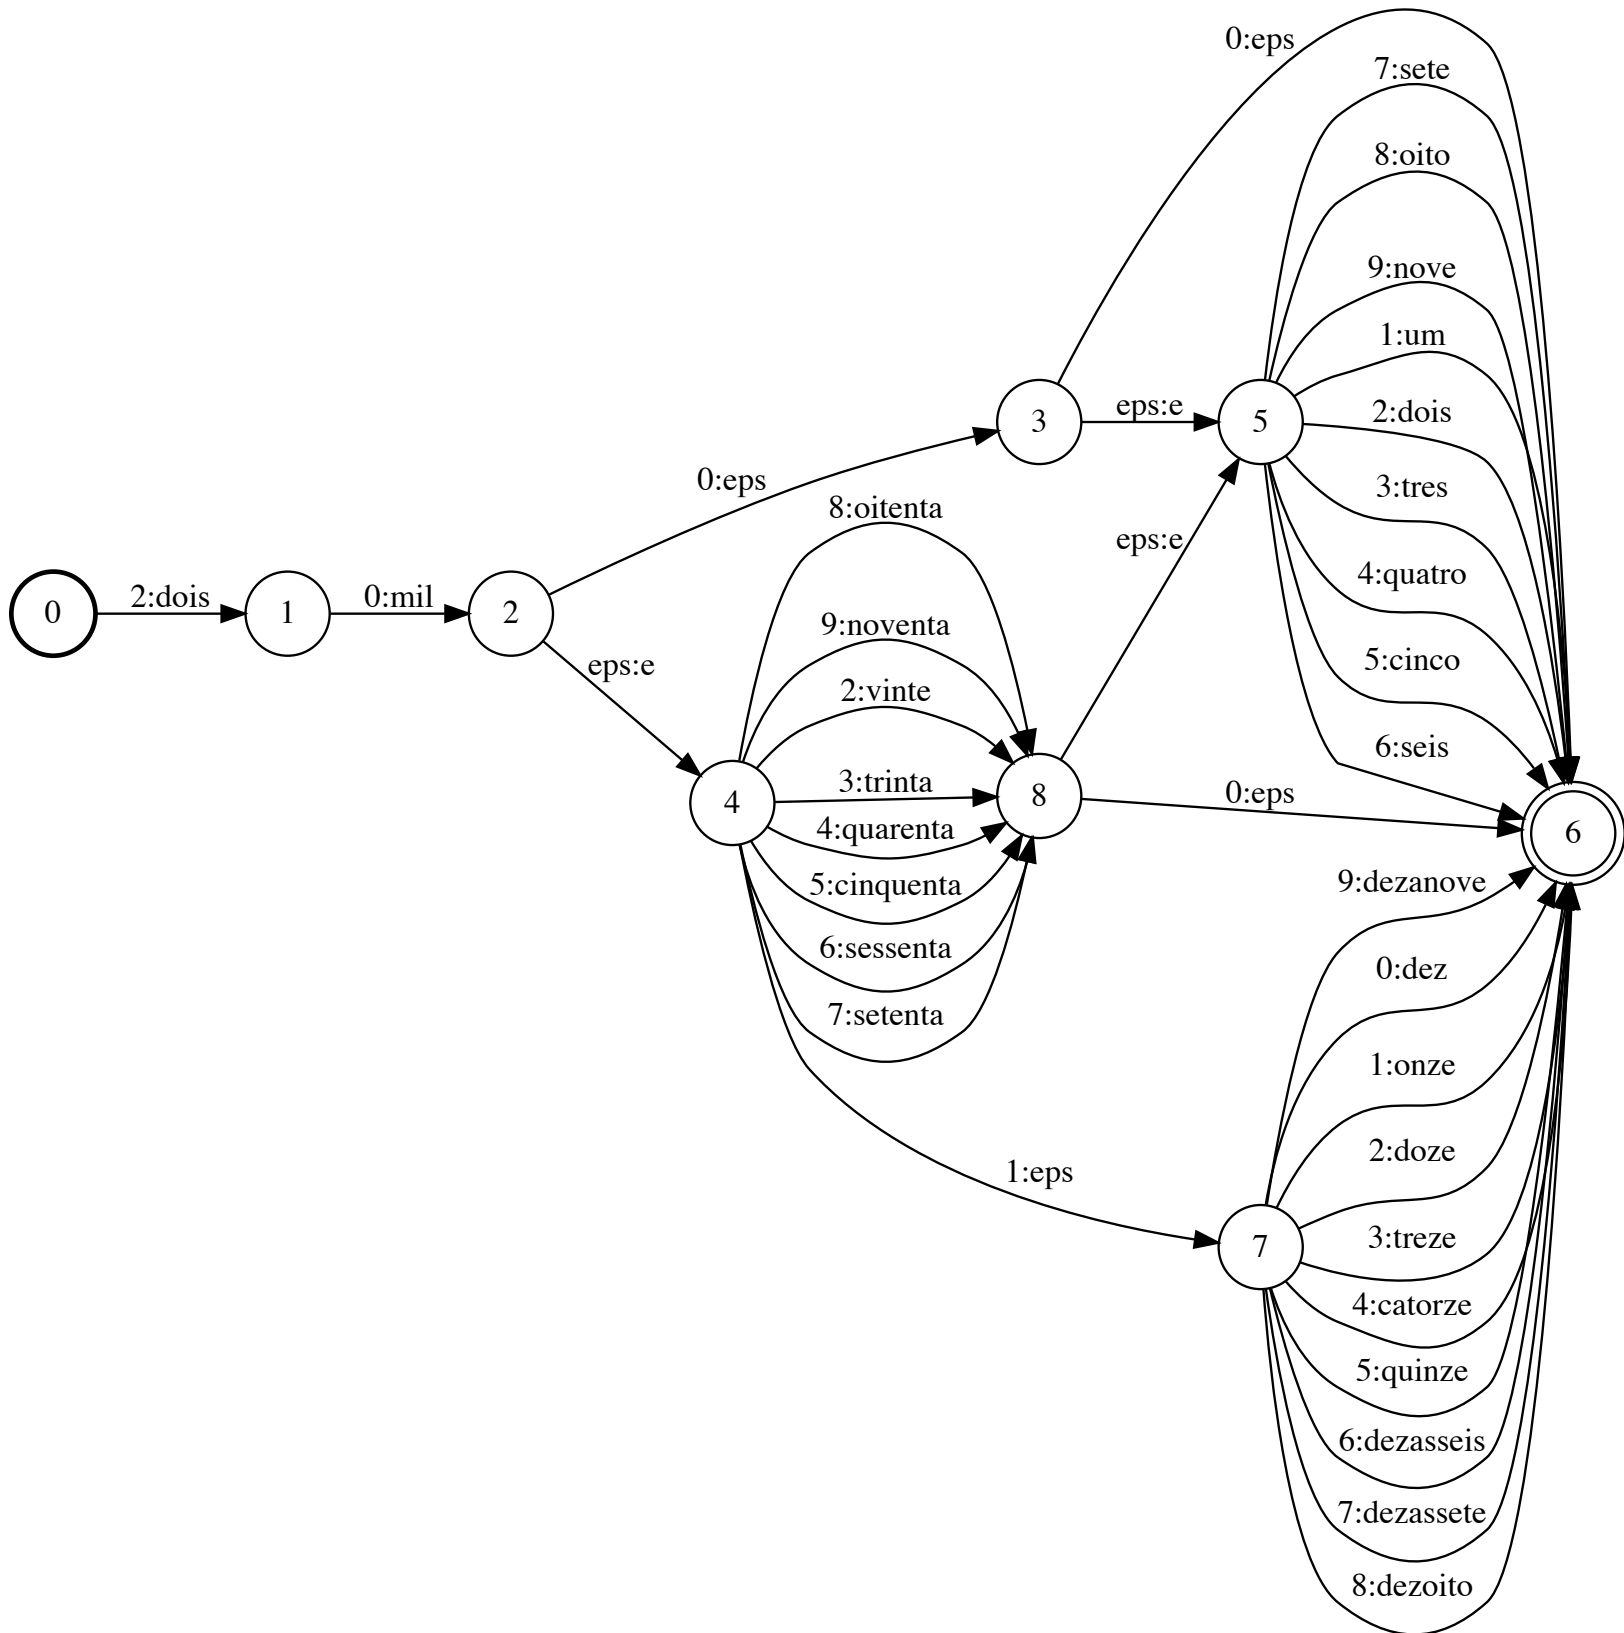 0:eps
7:sete
8:oito
9:nove
1:um
2:dois
3:tres
4:quatro
5:cinco
6:seis
3
eps:e
5
0:eps
eps:e
8:oitenta
9:noventa
2:vinte
3:trinta
4:quarenta
5:cinquenta
6:sessenta
7:setenta
0
2:dois
1
0:mil
2
eps:e
4
8
0:eps
6
1:eps
7
9:dezanove
0:dez
1:onze
2:doze
3:treze
4:catorze
5:quinze
6:dezasseis
7:dezassete
8:dezoito